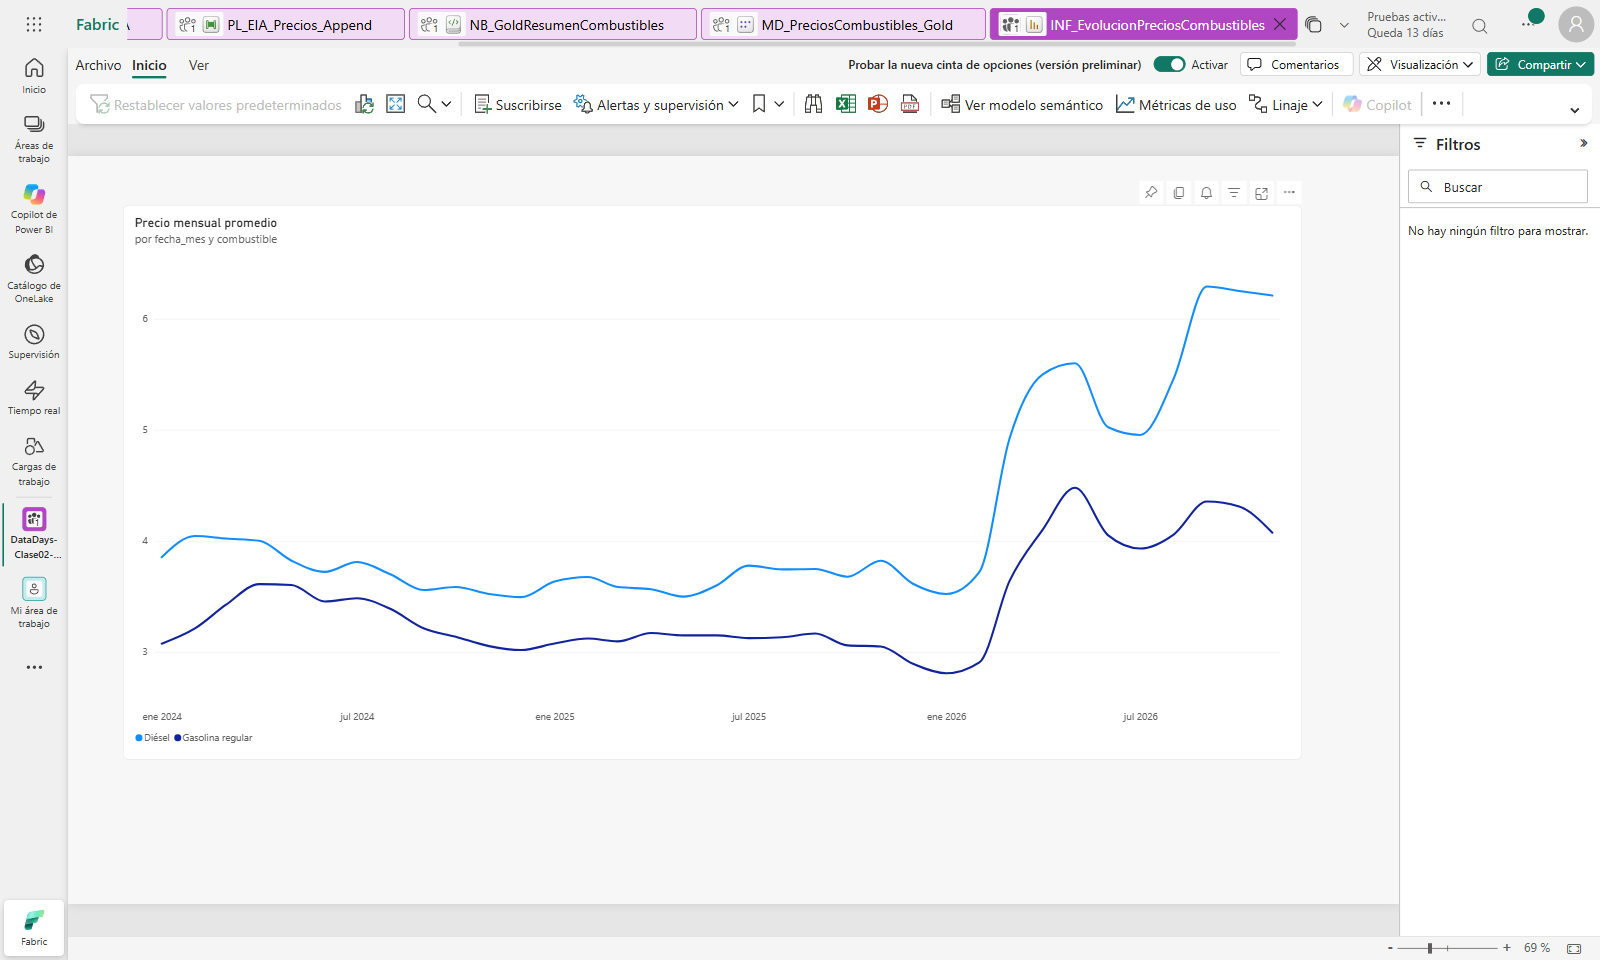 Fabric
PL_EIA_Precios_Append
NB_GoldResumenCombustibles
MD_PreciosCombustibles_Gold
INF_EvolucionPreciosCombustibles
Pruebas activ...
Queda 13 días
Archivo
Inicio
Ver
Probar la nueva cinta de opciones (versión preliminar)
Activar
Comentarios
Visualización
Compartir
Restablecer valores predeterminados
Suscribirse
Alertas y supervisión
PDF
Ver modelo semántico
Métricas de uso
Linaje
Copilot
Inicio
Áreas de
trabajo
Copilot de
Power BI
Catálogo de
OneLake
Supervisión
Tiempo real
Cargas de
trabajo
DataDays-
Clase02-...
Mi área de
trabajo
Fabric
Precio mensual promedio
por fecha_mes y combustible
6
5
4
3
ene 2024
jul 2024
ene 2025
jul 2025
ene 2026
jul 2026
Diésel
Gasolina regular
Filtros
Buscar
No hay ningún filtro para mostrar.
- + 69 %